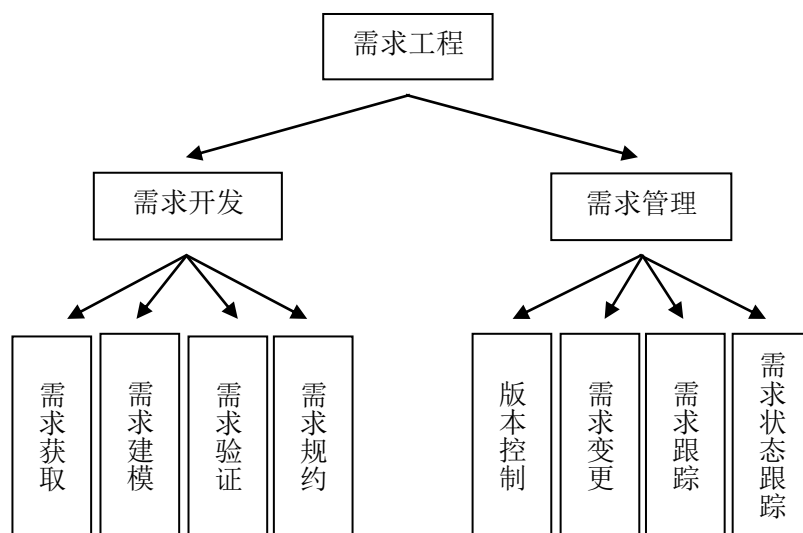 需求工程
需求开发
需求管理
需求获取
需求建模
需求验证
需求规约
版本控制
需求变更
需求跟踪
需求状态跟踪